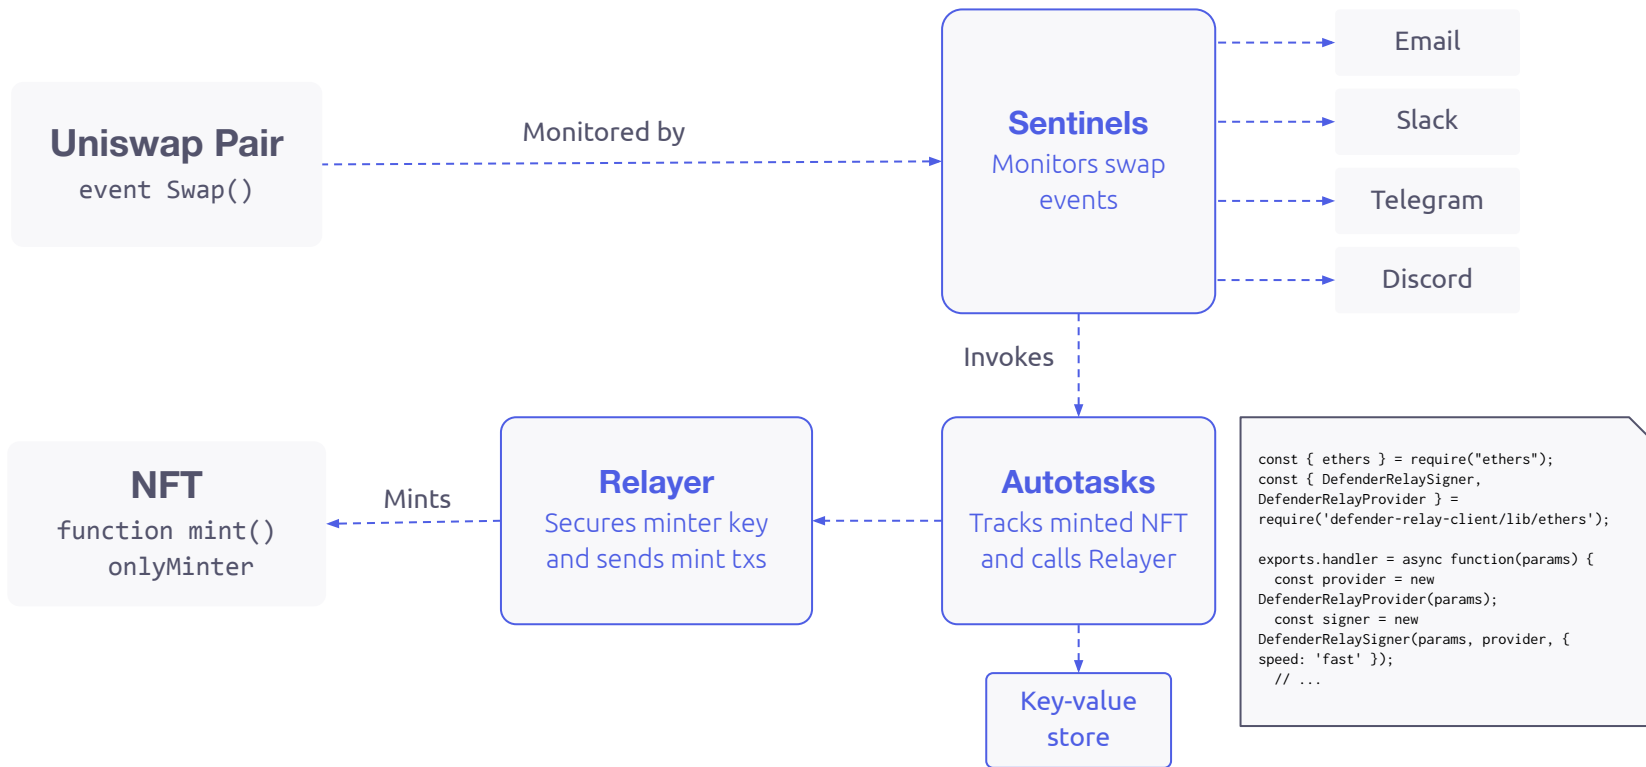 Uniswap Pair
event Swap()
Monitored by
Sentinels
Monitors swap
events
Email
Slack
Telegram
Discord
Invokes
NFT
function mint()
onlyMinter
Mints
Relayer
Secures minter key
and sends mint txs
Autotasks
Tracks minted NFT
and calls Relayer
Key-value
store
const { ethers } = require("ethers");
const { DefenderRelaySigner,
DefenderRelayProvider } =
require('defender-relay-client/lib/ethers');
exports.handler = async function(params) {
  const provider = new
DefenderRelayProvider(params);
  const signer = new
DefenderRelaySigner(params, provider, {
speed: 'fast' });
  // ...